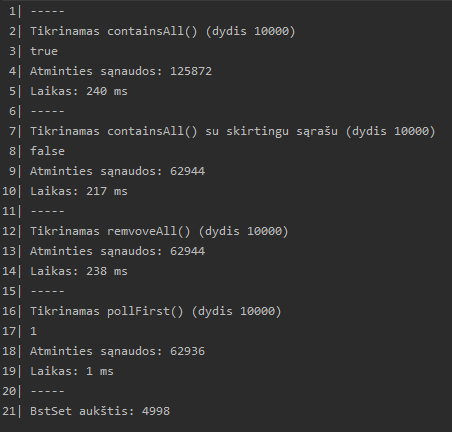 1| -----
2| Tikrinamas containsAll() (dydis 10000)
3| true
4| Atminties sąnaudos: 125872
5| Laikas: 240 ms
6| -----
7| Tikrinamas containsAll() su skirtingu sąrašu (dydis 10000)
8| false
9| Atminties sąnaudos: 62944
10| Laikas: 217 ms
11| -----
12| Tikrinamas remvoveAll() (dydis 10000)
13| Atminties sąnaudos: 62944
14| Laikas: 238 ms
15| -----
16| Tikrinamas pollFirst() (dydis 10000)
17| 1
18| Atminties sąnaudos: 62936
19| Laikas: 1 ms
20| -----
21| BstSet aukštis: 4998